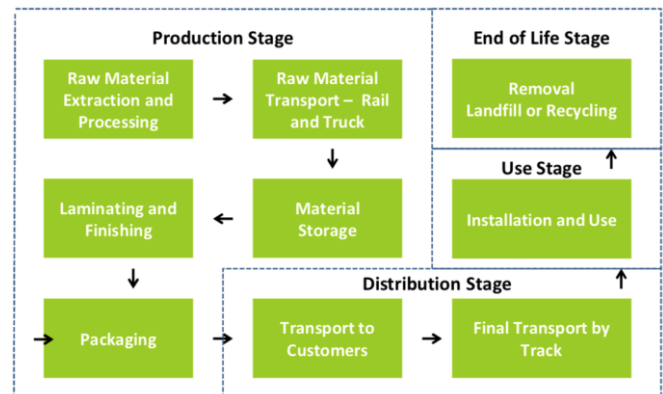 Production Stage
End of Life Stage
Raw Material
Extraction and
Processing
Raw Material
Transport – Rail
and Truck
Removal
Landfill or Recycling
Use Stage
Laminating and
Finishing
Material
Storage
Installation and Use
Distribution Stage
Packaging
Transport to
Customers
Final Transport by
Track